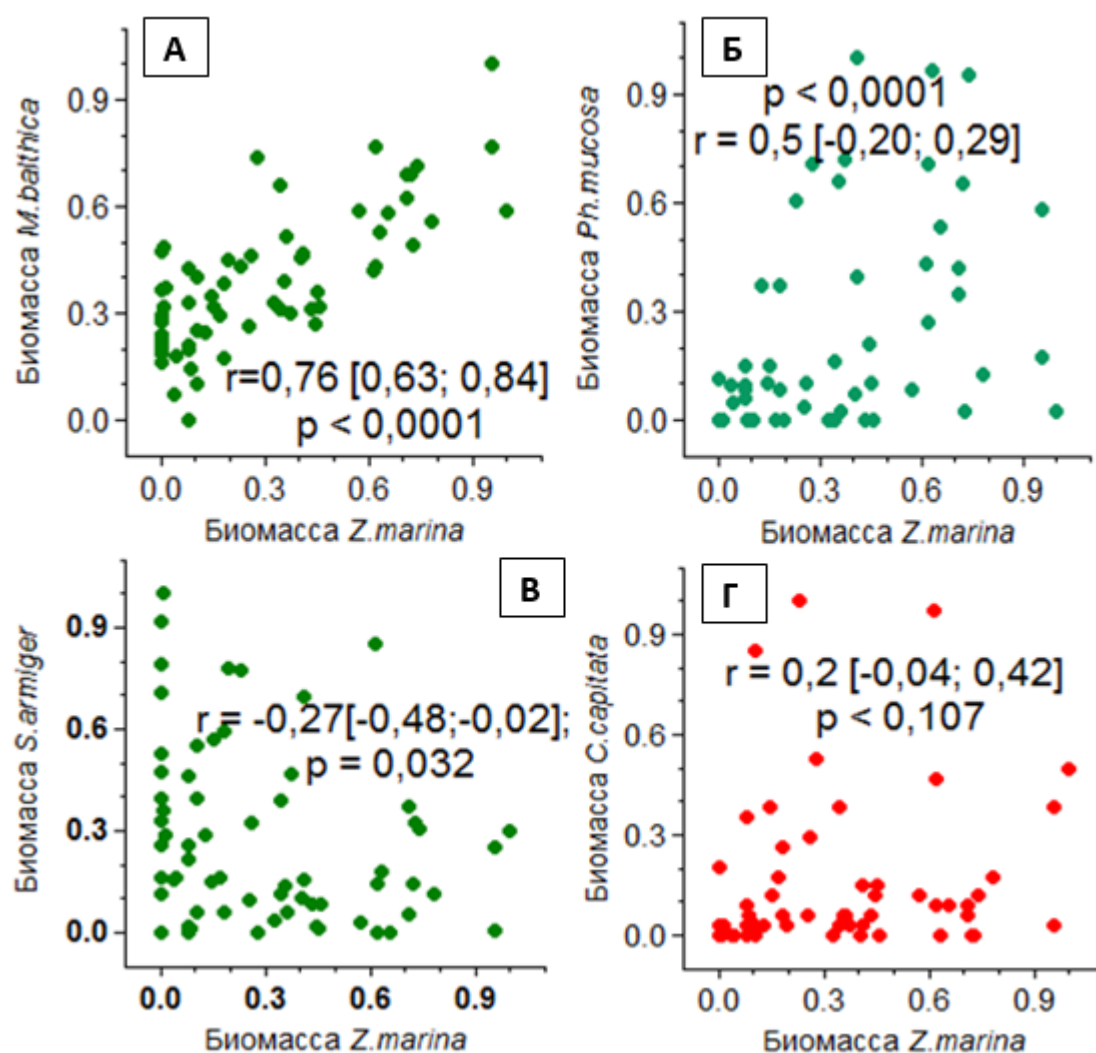 А
Биомасса M.balthica
0.9
0.6
0.3
0.0
r=0,76 [0,63; 0,84]
p < 0,0001
0.0 0.3 0.6 0.9
Биомасса Z.marina
Б
Биомасса Ph.mucosa
0.9
0.6
0.3
0.0
p < 0,0001
r = 0,5 [-0,20; 0,29]
0.0 0.3 0.6 0.9
Биомасса Z.marina
В
Биомасса S.armiger
0.9
0.6
0.3
0.0
r = -0,27[-0,48;-0,02];
p = 0,032
0.0 0.3 0.6 0.9
Биомасса Z.marina
Г
Биомасса C.capitata
0.9
0.6
0.3
0.0
r = 0,2 [-0,04; 0,42]
p < 0,107
0.0 0.3 0.6 0.9
Биомасса Z.marina